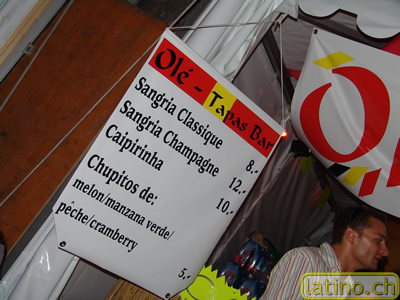 Olé - Tapas Bar
Sangria Classique 8.-
Sangria Champagne 12.-
Caipirinha 10.-
Chupitos de:
melon/manzana verde/
pêche/cramberry 5.-
latino.ch